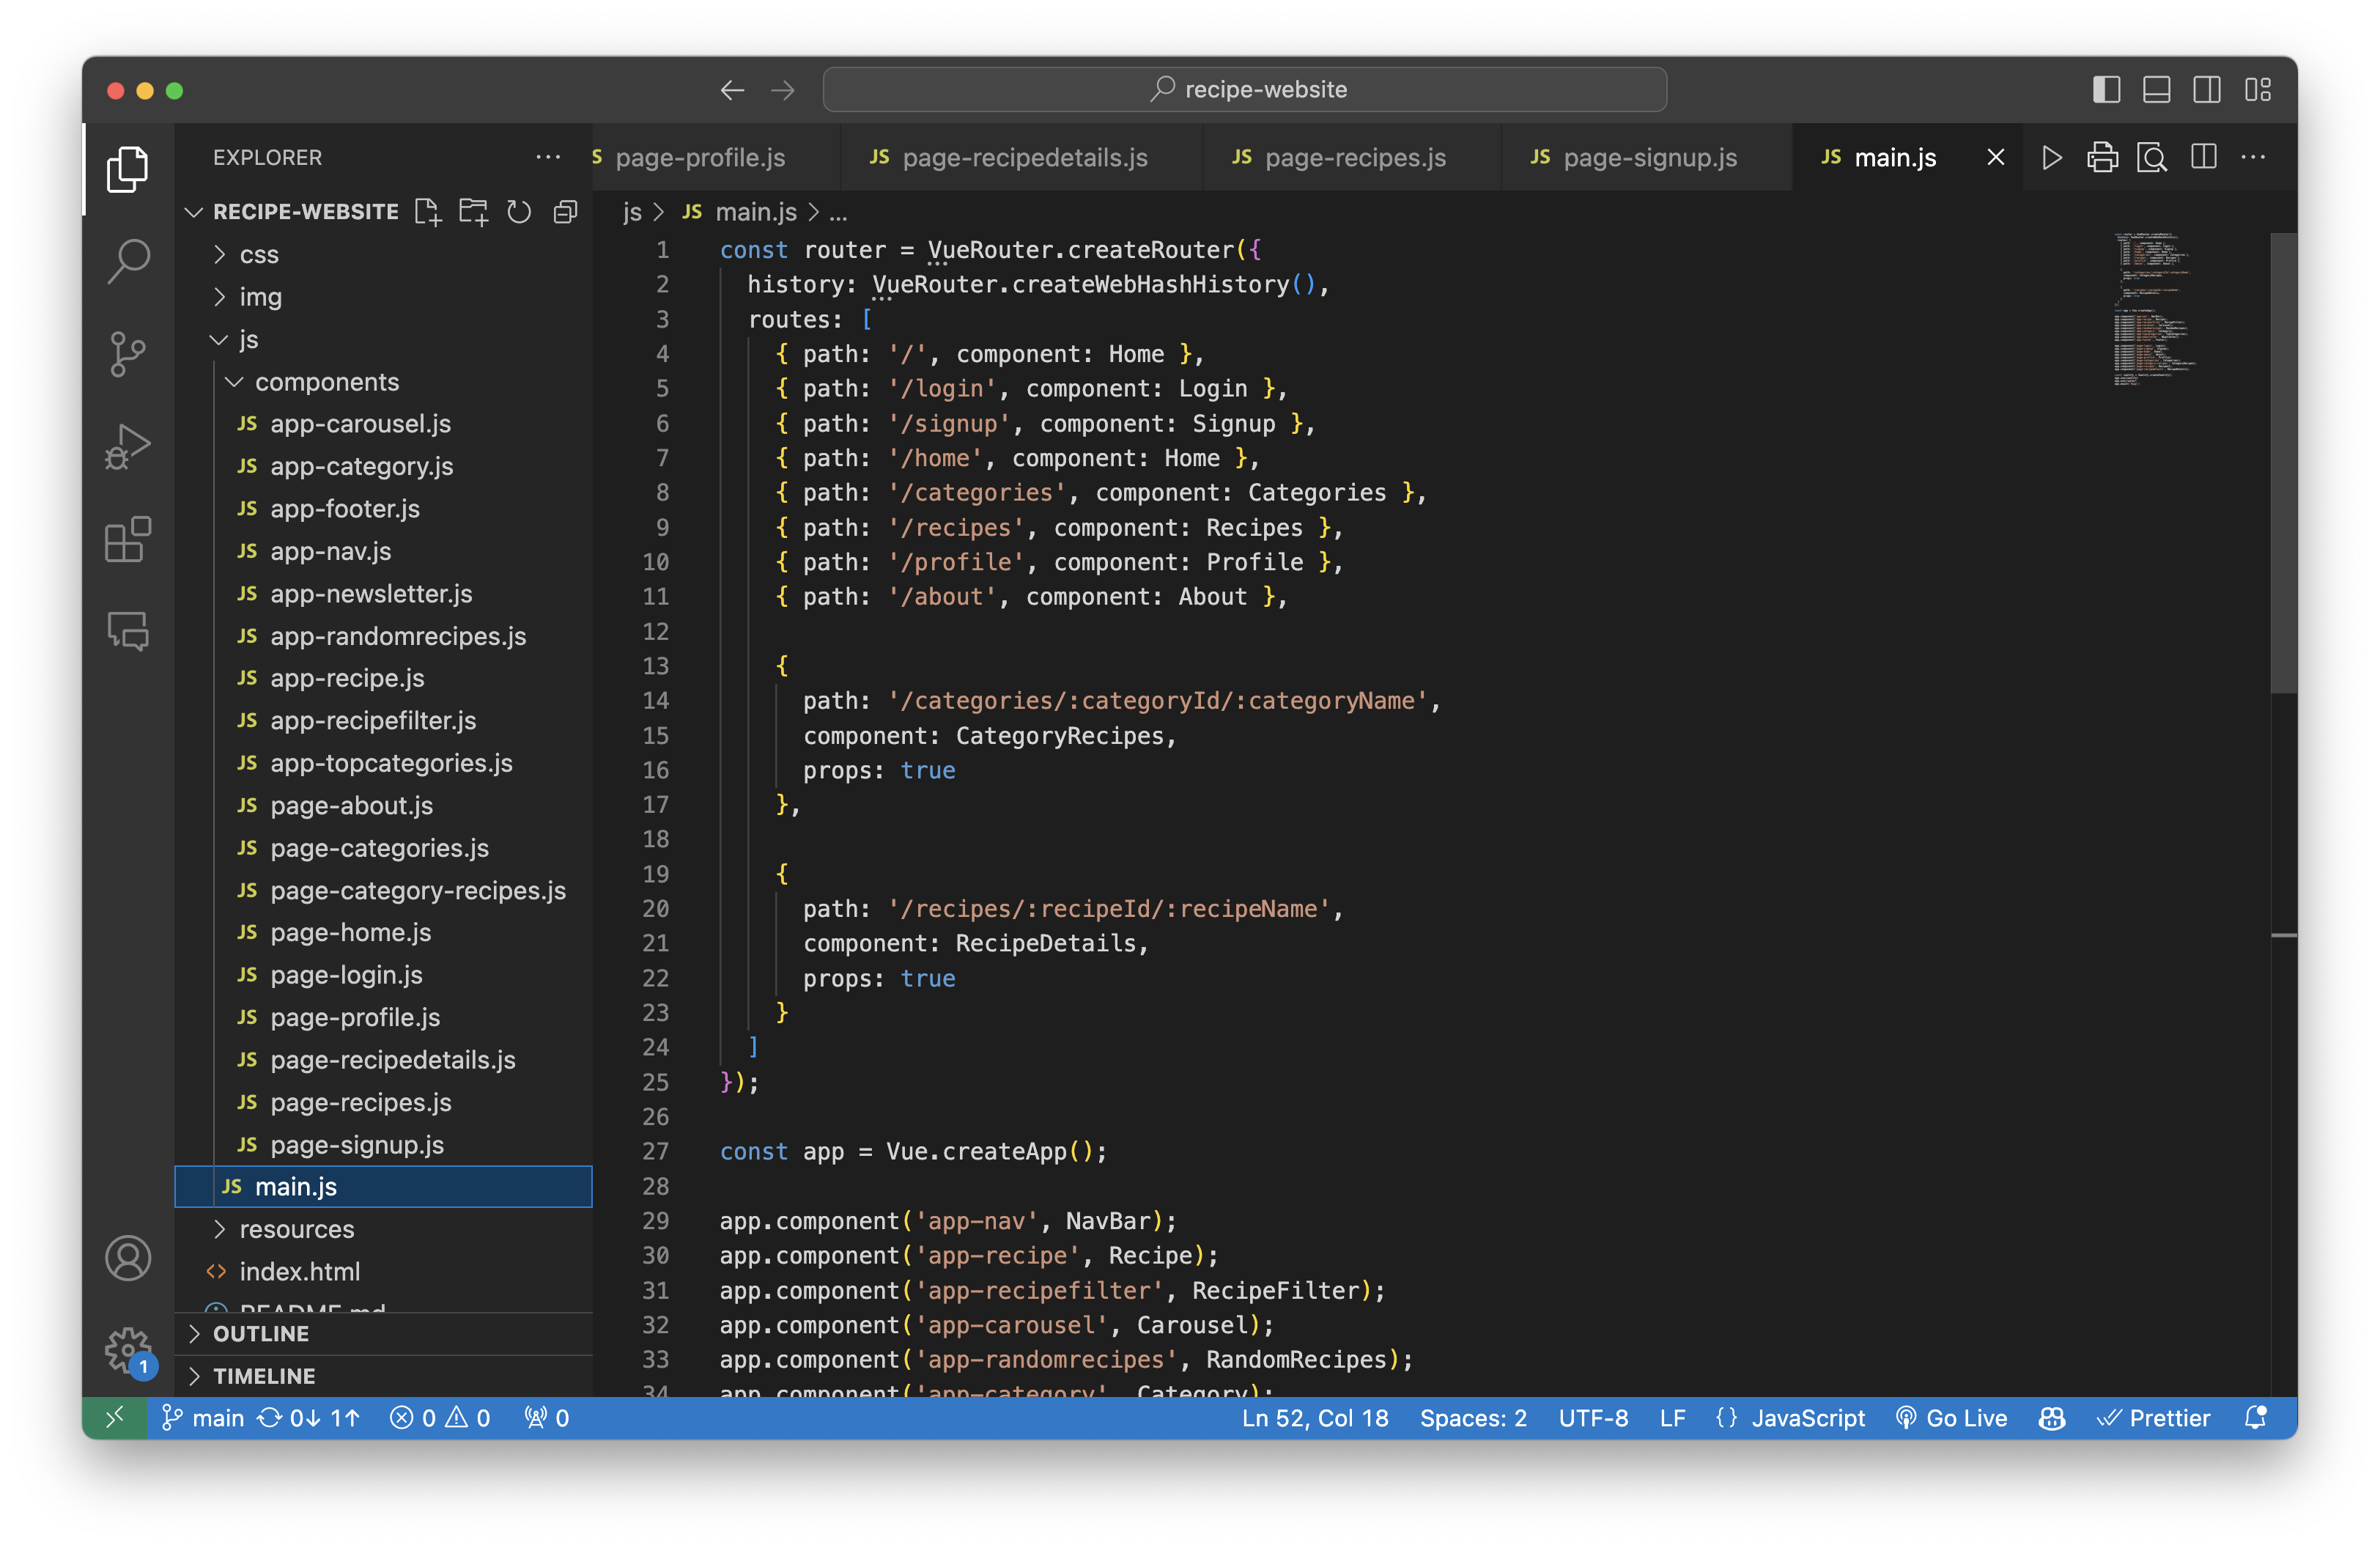 recipe-website
EXPLORER
RECIPE-WEBSITE
css
img
js
components
JS app-carousel.js
JS app-category.js
JS app-footer.js
JS app-nav.js
JS app-newsletter.js
JS app-randomrecipes.js
JS app-recipe.js
JS app-recipefilter.js
JS app-topcategories.js
JS page-about.js
JS page-categories.js
JS page-category-recipes.js
JS page-home.js
JS page-login.js
JS page-profile.js
JS page-recipedetails.js
JS page-recipes.js
JS page-signup.js
JS main.js
resources
<> index.html
README.md
OUTLINE
TIMELINE
1
S page-profile.js JS page-recipedetails.js JS page-recipes.js JS page-signup.js JS main.js
js > JS main.js > ...
1 const router = VueRouter.createRouter({
2 history: VueRouter.createWebHashHistory(),
3 routes: [
4 { path: '/', component: Home },
5 { path: '/login', component: Login },
6 { path: '/signup', component: Signup },
7 { path: '/home', component: Home },
8 { path: '/categories', component: Categories },
9 { path: '/recipes', component: Recipes },
10 { path: '/profile', component: Profile },
11 { path: '/about', component: About },
12
13 {
14 path: '/categories/:categoryId/:categoryName',
15 component: CategoryRecipes,
16 props: true
17 },
18
19 {
20 path: '/recipes/:recipeId/:recipeName',
21 component: RecipeDetails,
22 props: true
23 }
24 ]
25 });
26
27 const app = Vue.createApp();
28
29 app.component('app-nav', NavBar);
30 app.component('app-recipe', Recipe);
31 app.component('app-recipefilter', RecipeFilter);
32 app.component('app-carousel', Carousel);
33 app.component('app-randomrecipes', RandomRecipes);
34 app.component('app-category', Category);
main 0↓ 1↑ 0 0 0 Ln 52, Col 18 Spaces: 2 UTF-8 LF {} JavaScript Go Live Prettier